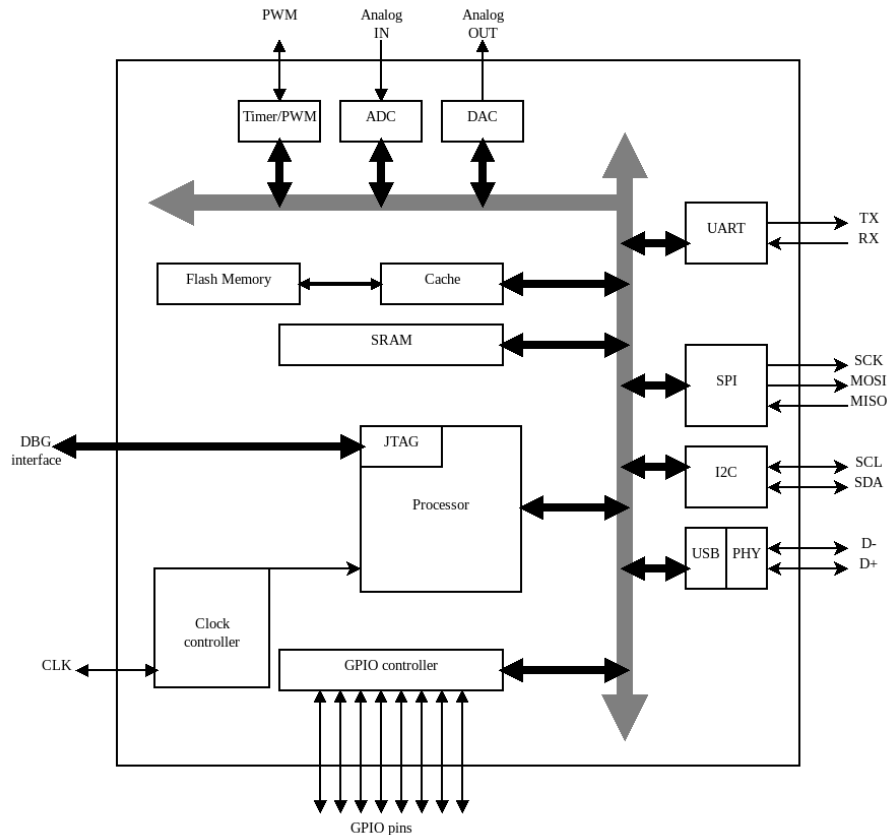 PWM
Analog
IN
Analog
OUT
Timer/PWM
ADC
DAC
UART
TX
RX
Flash Memory
Cache
SRAM
SPI
SCK
MOSI
MISO
DBG
interface
JTAG
Processor
I2C
SCL
SDA
USB
PHY
D-
D+
Clock
controller
CLK
GPIO controller
GPIO pins